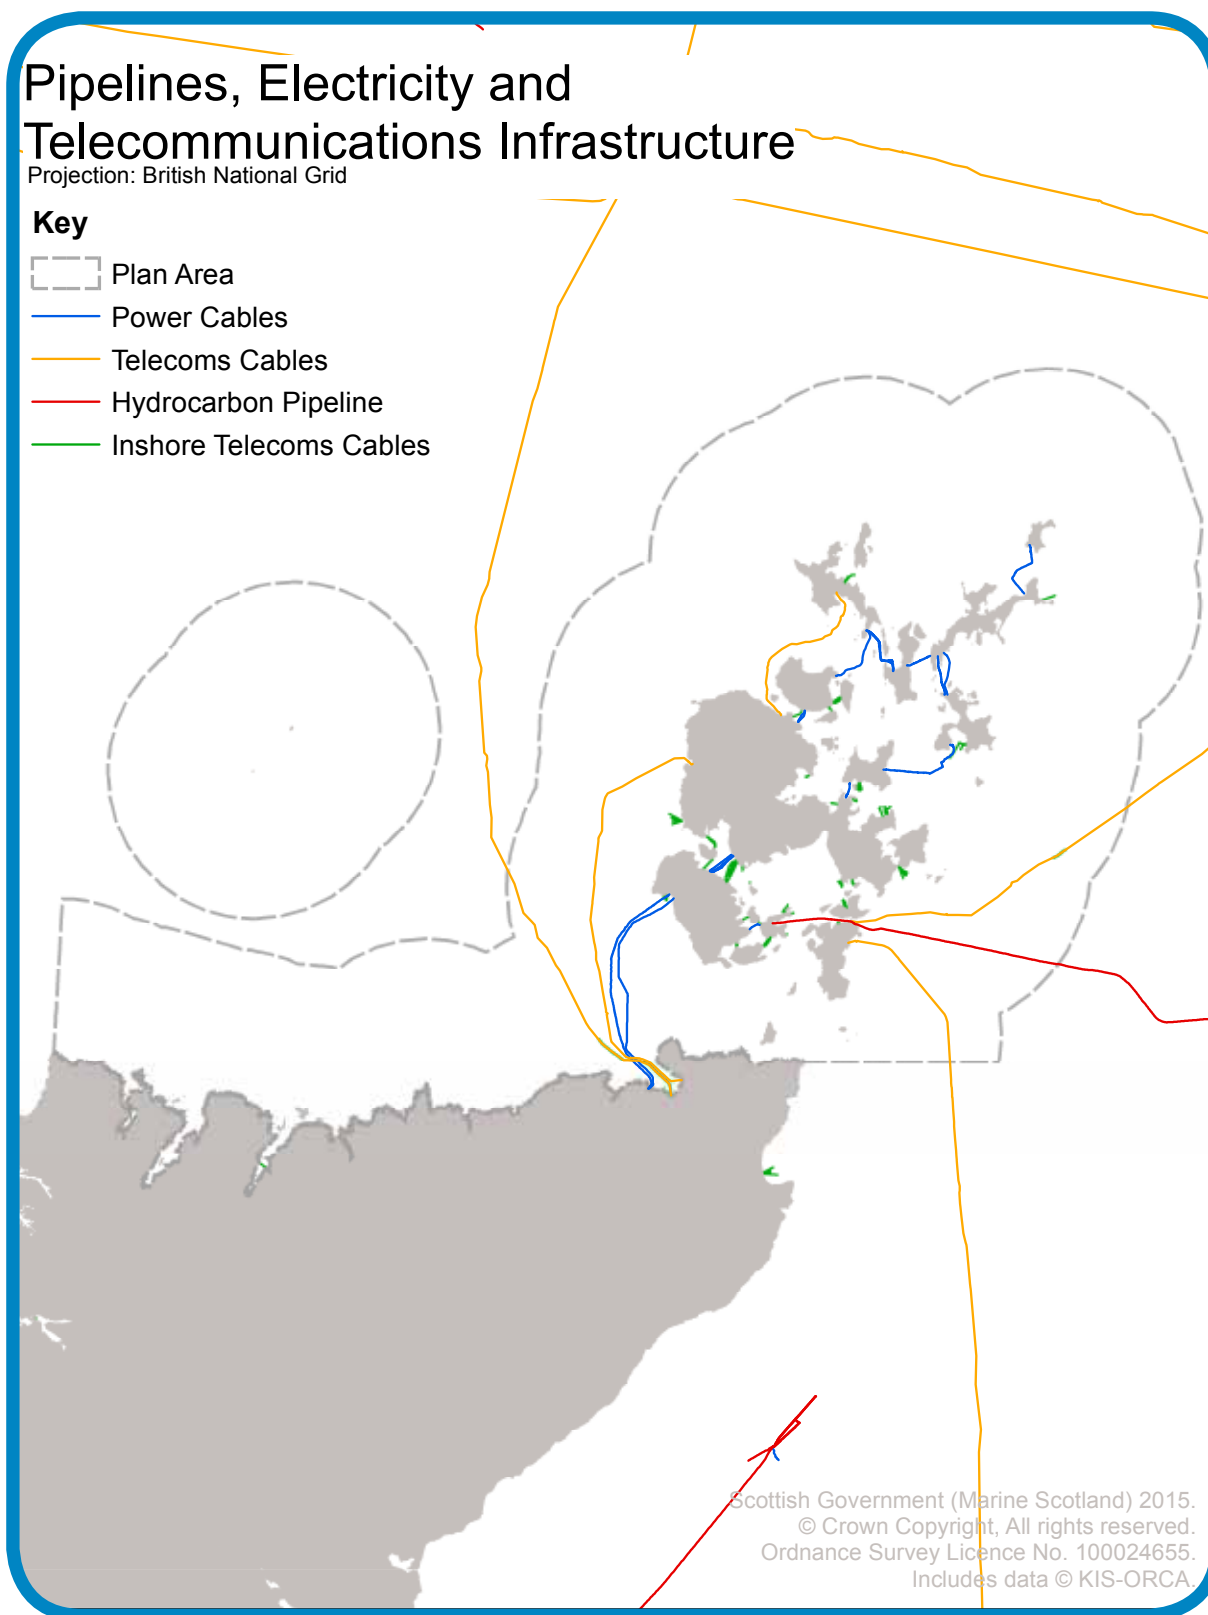 Pipelines, Electricity and
Telecommunications Infrastructure
Projection: British National Grid
Key
Plan Area
Power Cables
Telecoms Cables
Hydrocarbon Pipeline
Inshore Telecoms Cables
Scottish Government (Marine Scotland) 2015.
© Crown Copyright, All rights reserved.
Ordnance Survey Licence No. 100024655.
Includes data © KIS-ORCA.